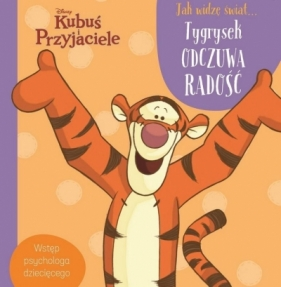 Disney
Kubuś
i
Przyjaciele
Jak widzę świat...
Tygrysek
ODCZUWA
RADOŚĆ
Wstęp
psychologa
dziecięcego